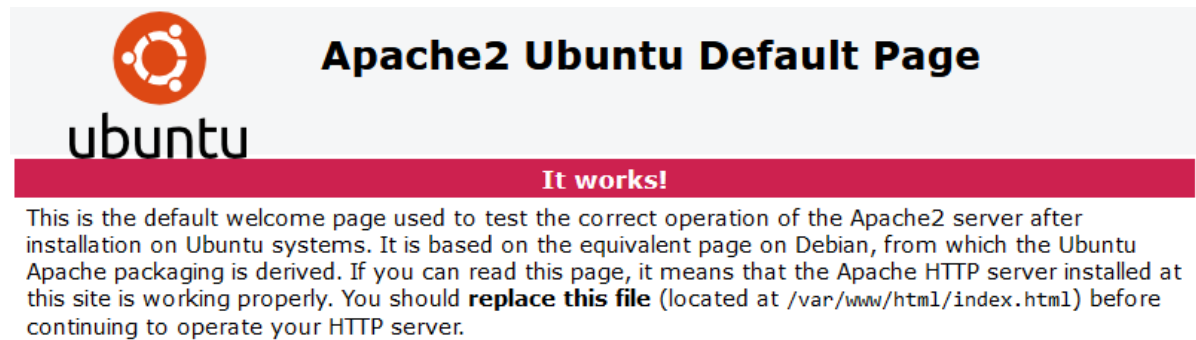 Apache2 Ubuntu Default Page
ubuntu
It works!
This is the default welcome page used to test the correct operation of the Apache2 server after
installation on Ubuntu systems. It is based on the equivalent page on Debian, from which the Ubuntu
Apache packaging is derived. If you can read this page, it means that the Apache HTTP server installed at
this site is working properly. You should replace this file (located at /var/www/html/index.html) before
continuing to operate your HTTP server.